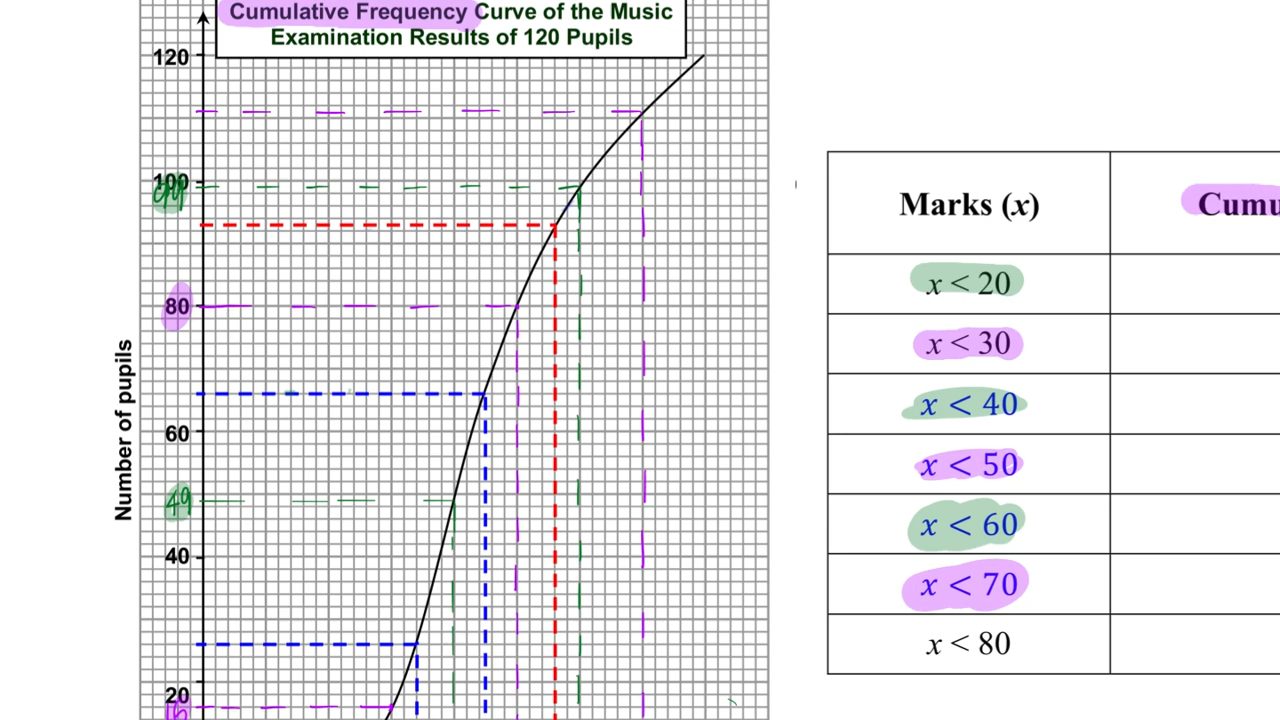 Cumulative Frequency Curve of the Music
Examination Results of 120 Pupils
120
100
99
80
60
49
40
20
16
Number of pupils
Marks (x)
Cumu
x < 20
x < 30
x < 40
x < 50
x < 60
x < 70
x < 80